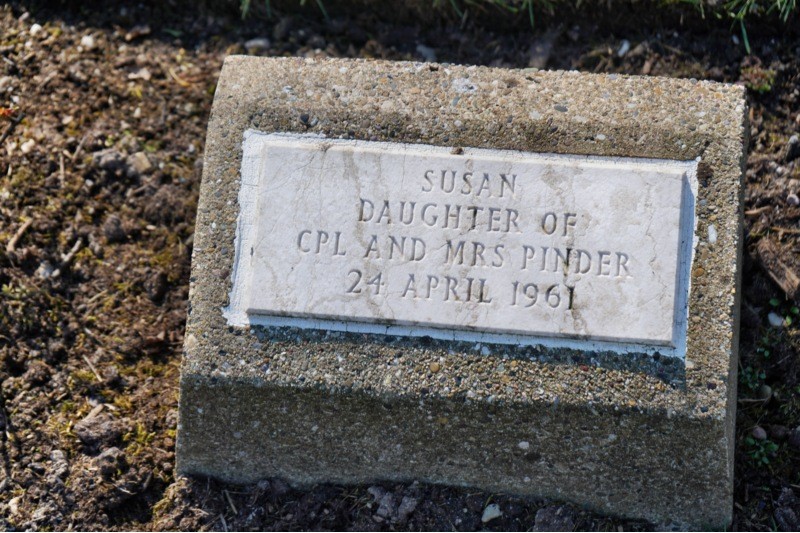 SUSAN
DAUGHTER OF
CPL AND MRS PINDER
24 APRIL 1961